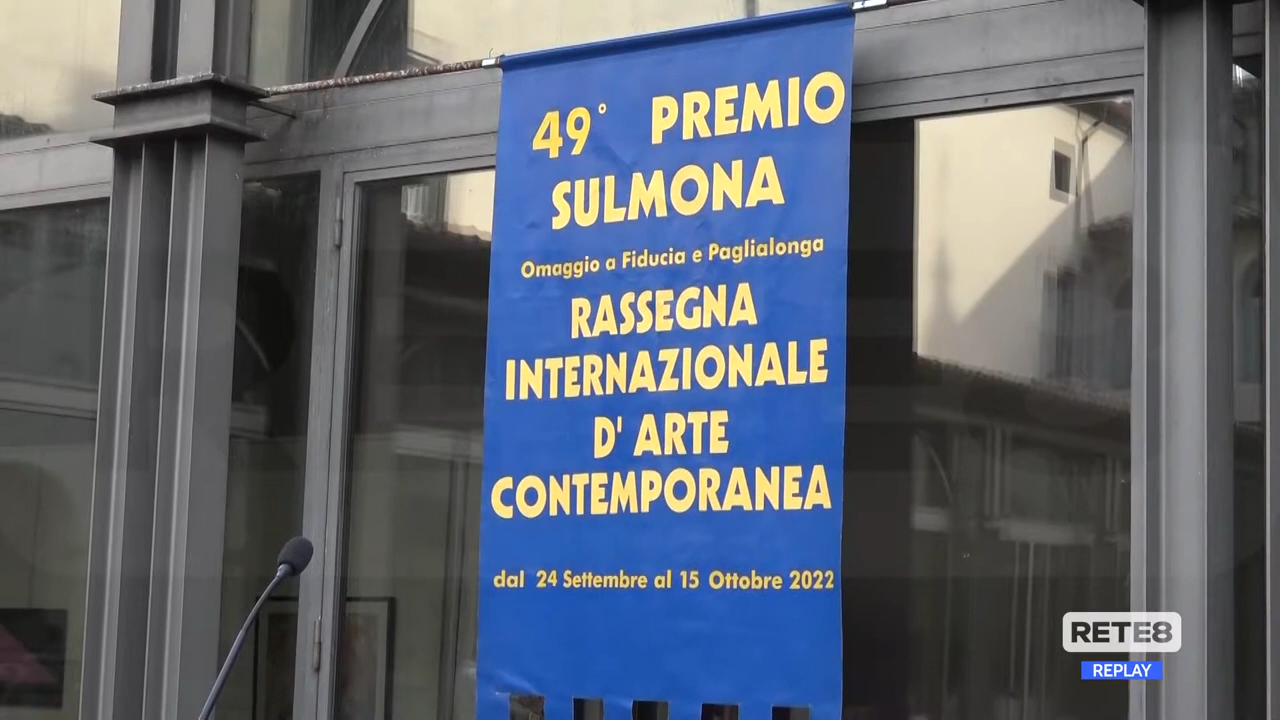 49° PREMIO
SULMONA
Omaggio a Fiducia e Paglialonga
RASSEGNA
INTERNAZIONALE
D' ARTE
CONTEMPORANEA
dal 24 Settembre al 15 Ottobre 2022
RETE8
REPLAY